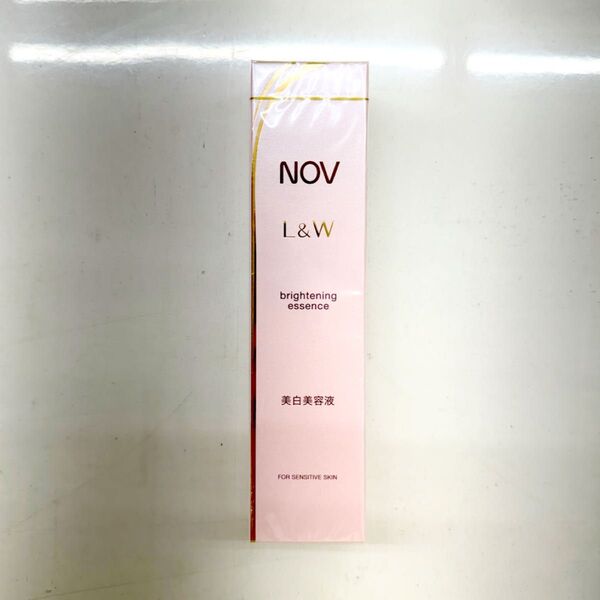 NOV
L&W
brightening
essence
美白美容液
FOR SENSITIVE SKIN